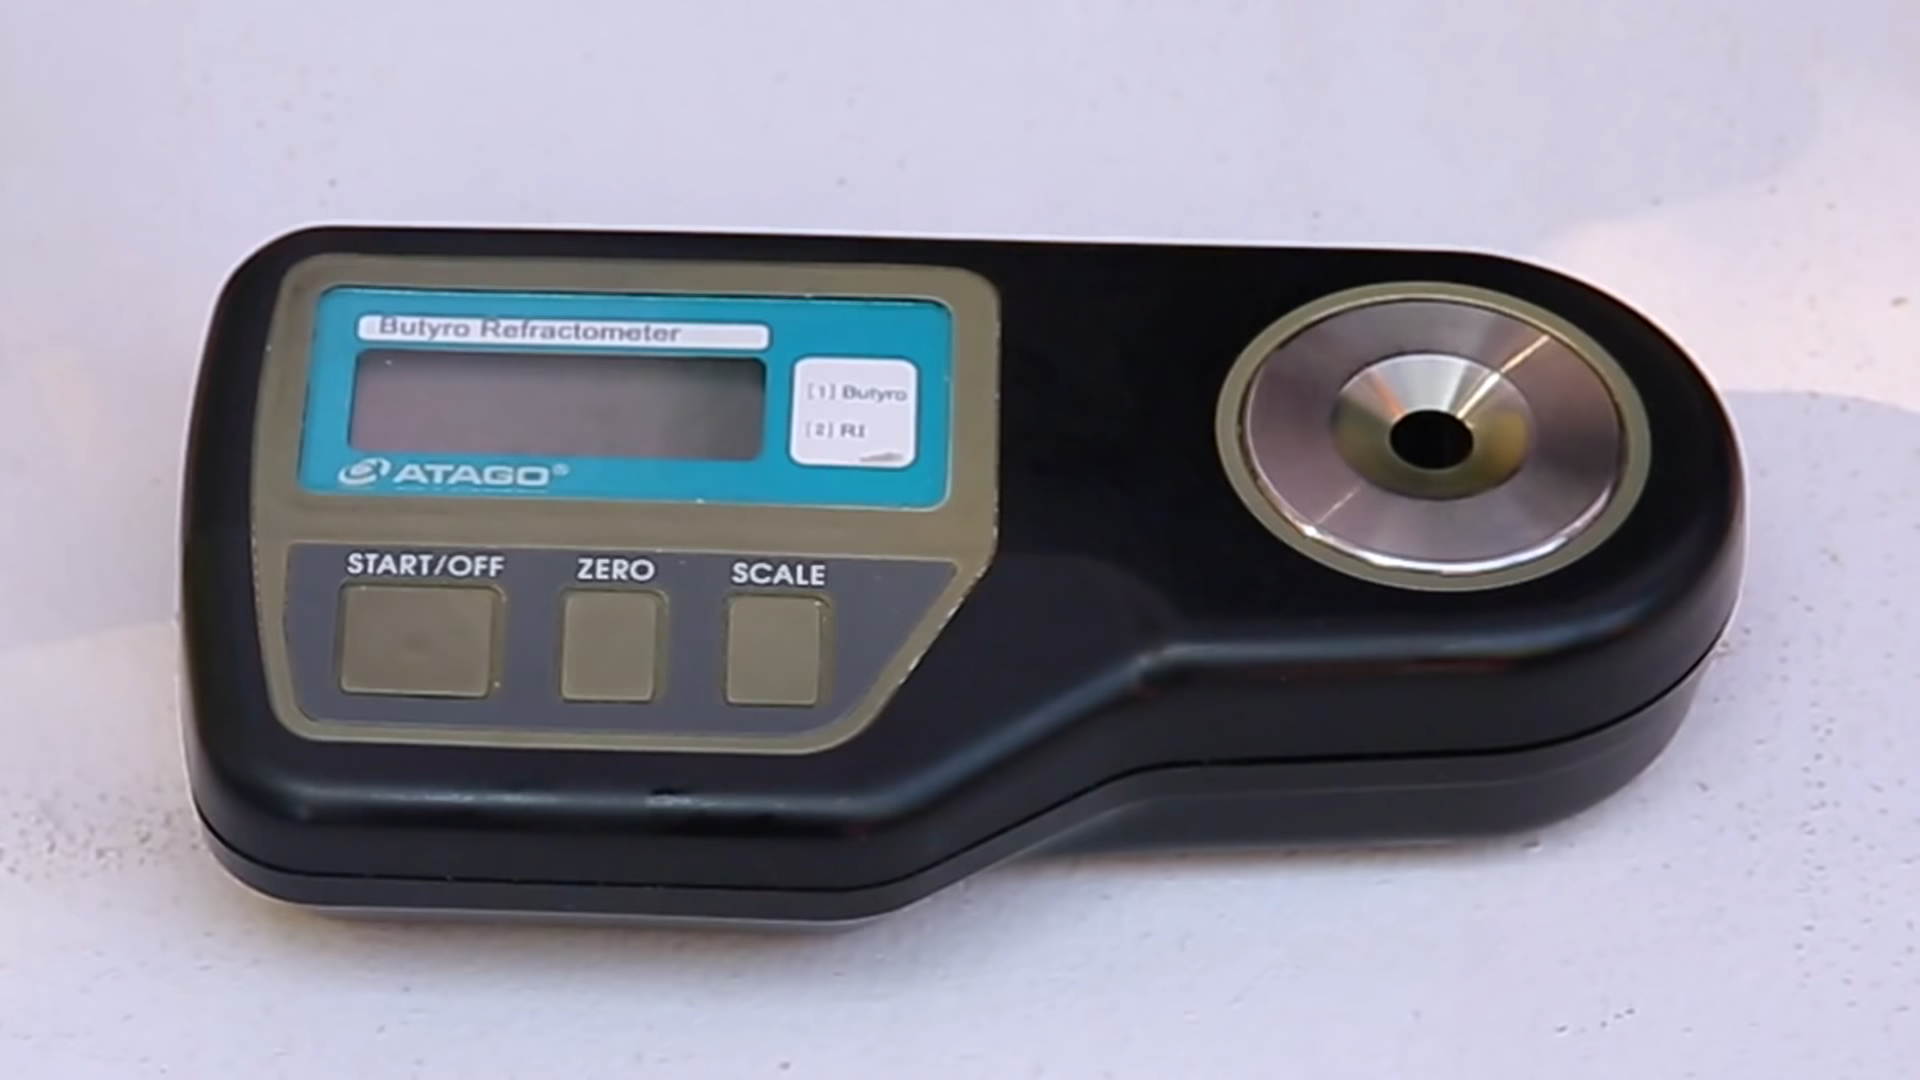 Butyro Refractometer
[1] Butyro
[2] RI
ATAGO®
START/OFF
ZERO
SCALE